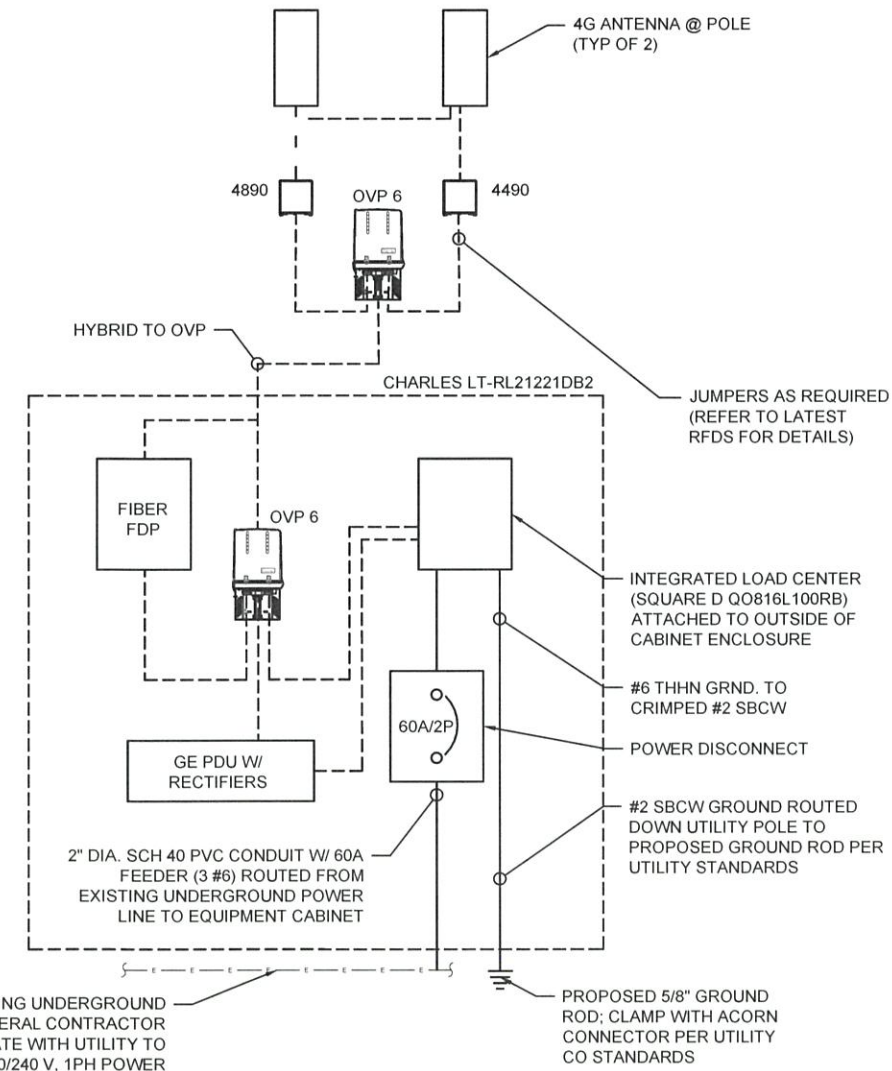 4G ANTENNA @ POLE
(TYP OF 2)
4890
OVP 6
4490
HYBRID TO OVP
CHARLES LT-RL21221DB2
JUMPERS AS REQUIRED
(REFER TO LATEST
RFDS FOR DETAILS)
FIBER
FDP
OVP 6
INTEGRATED LOAD CENTER
(SQUARE D QO816L100RB)
ATTACHED TO OUTSIDE OF
CABINET ENCLOSURE
#6 THHN GRND. TO
CRIMPED #2 SBCW
60A/2P
POWER DISCONNECT
GE PDU W/
RECTIFIERS
#2 SBCW GROUND ROUTED
DOWN UTILITY POLE TO
PROPOSED GROUND ROD PER
UTILITY STANDARDS
2" DIA. SCH 40 PVC CONDUIT W/ 60A
FEEDER (3 #6) ROUTED FROM
EXISTING UNDERGROUND POWER
LINE TO EQUIPMENT CABINET
E E E E E E E
NG UNDERGROUND
ERAL CONTRACTOR
ATE WITH UTILITY TO
0/240 V, 1PH POWER
PROPOSED 5/8" GROUND
ROD; CLAMP WITH ACORN
CONNECTOR PER UTILITY
CO STANDARDS